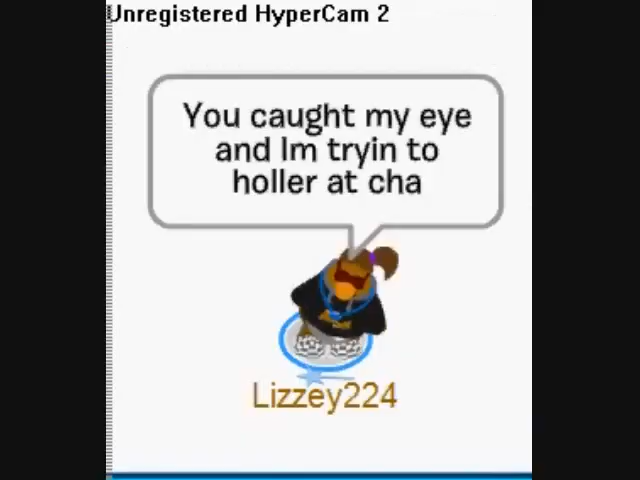 Unregistered HyperCam 2
You caught my eye
and Im tryin to
holler at cha
Lizzey224